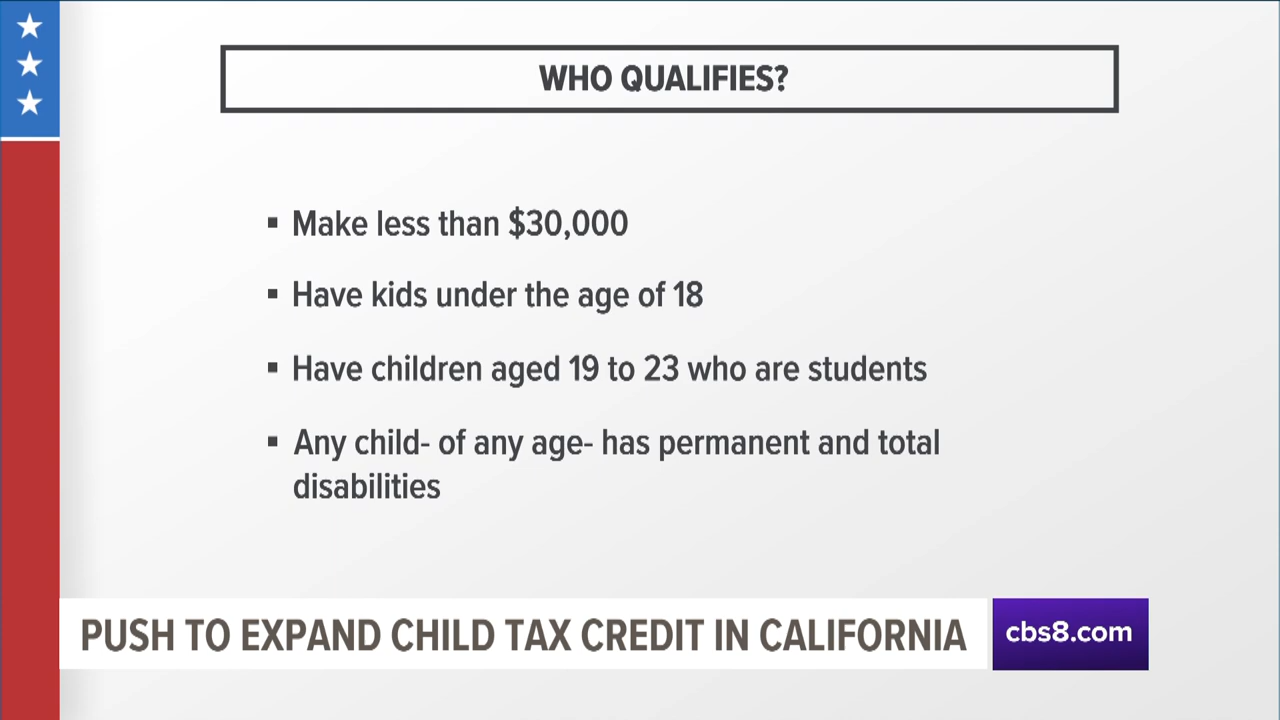 WHO QUALIFIES?
▪ Make less than $30,000
▪ Have kids under the age of 18
▪ Have children aged 19 to 23 who are students
▪ Any child- of any age- has permanent and total
disabilities
PUSH TO EXPAND CHILD TAX CREDIT IN CALIFORNIA
cbs8.com